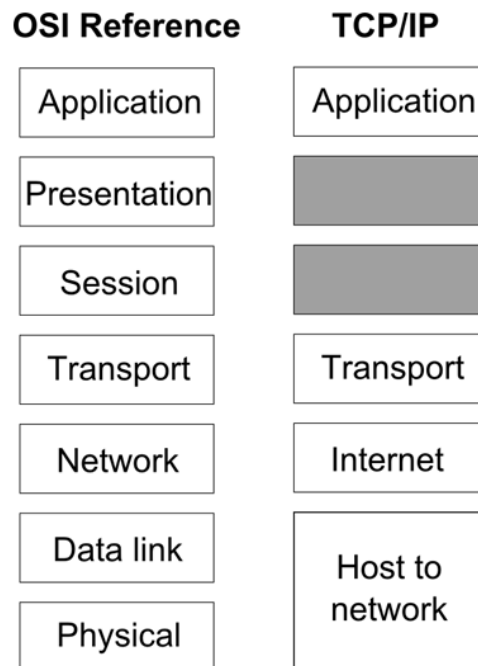 OSI Reference TCP/IP
Application Application
Presentation
Session
Transport Transport
Network Internet
Data link
Host to
network
Physical